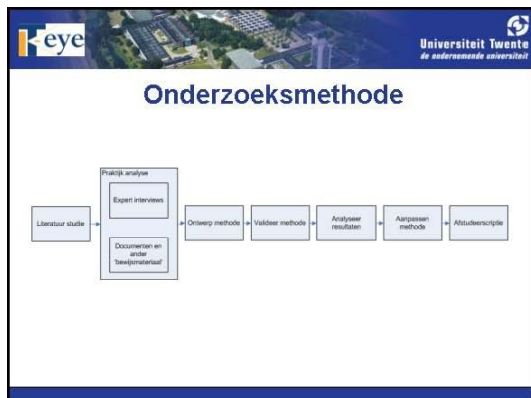 eye
Universiteit Twente
de ondernemende universiteit
Onderzoeksmethode
Literatuur studie
Praktijk analyse
Expert interviews
Documenten en
ander
'bewijsmateriaal'
Ontwerp methode
Valideer methode
Analyseer
resultaten
Aanpassen
methode
Afstudeerscriptie